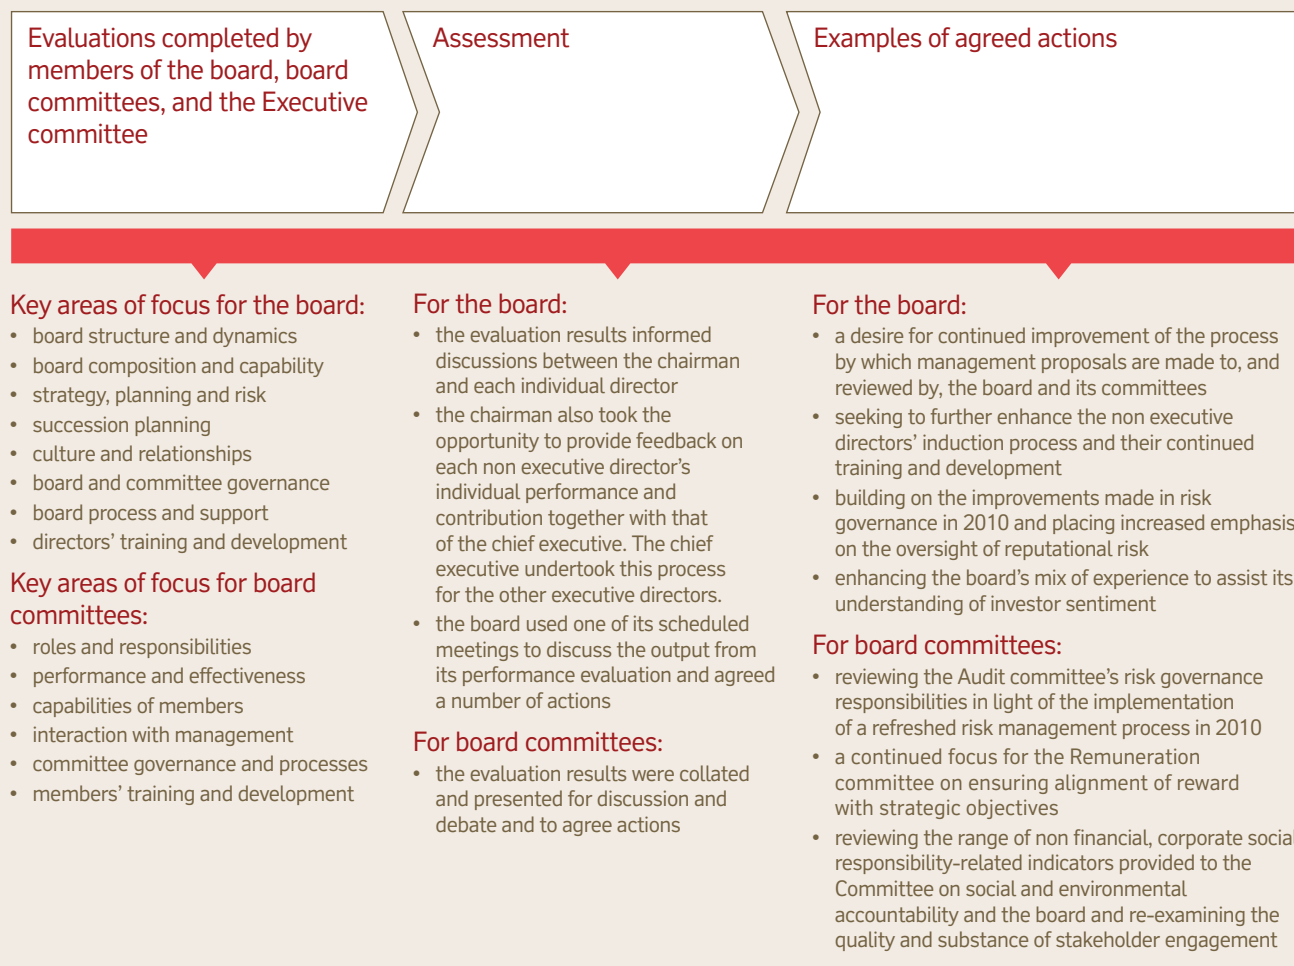 Evaluations completed by
members of the board, board
committees, and the Executive
committee
Assessment
Examples of agreed actions
Key areas of focus for the board:
• board structure and dynamics
• board composition and capability
• strategy, planning and risk
• succession planning
• culture and relationships
• board and committee governance
• board process and support
• directors' training and development
Key areas of focus for board
committees:
• roles and responsibilities
• performance and effectiveness
• capabilities of members
• interaction with management
• committee governance and processes
• members' training and development
For the board:
• the evaluation results informed
discussions between the chairman
and each individual director
• the chairman also took the
opportunity to provide feedback on
each non executive director's
individual performance and
contribution together with that
of the chief executive. The chief
executive undertook this process
for the other executive directors.
• the board used one of its scheduled
meetings to discuss the output from
its performance evaluation and agreed
a number of actions
For board committees:
• the evaluation results were collated
and presented for discussion and
debate and to agree actions
For the board:
• a desire for continued improvement of the process
by which management proposals are made to, and
reviewed by, the board and its committees
• seeking to further enhance the non executive
directors' induction process and their continued
training and development
• building on the improvements made in risk
governance in 2010 and placing increased emphasis
on the oversight of reputational risk
• enhancing the board's mix of experience to assist its
understanding of investor sentiment
For board committees:
• reviewing the Audit committee's risk governance
responsibilities in light of the implementation
of a refreshed risk management process in 2010
• a continued focus for the Remuneration
committee on ensuring alignment of reward
with strategic objectives
• reviewing the range of non financial, corporate social
responsibility-related indicators provided to the
Committee on social and environmental
accountability and the board and re-examining the
quality and substance of stakeholder engagement